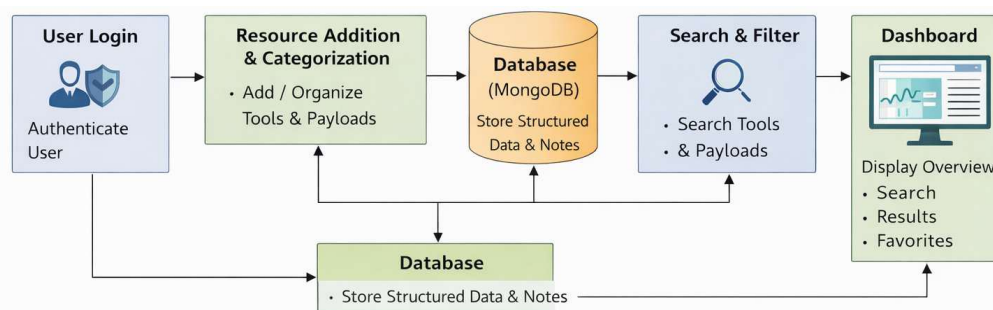 User Login
Authenticate
User
Resource Addition
& Categorization
• Add / Organize
Tools & Payloads
Database
(MongoDB)
Store Structured
Data & Notes
Search & Filter
• Search Tools
• & Payloads
Dashboard
Display Overview
• Search
• Results
• Favorites
Database
• Store Structured Data & Notes